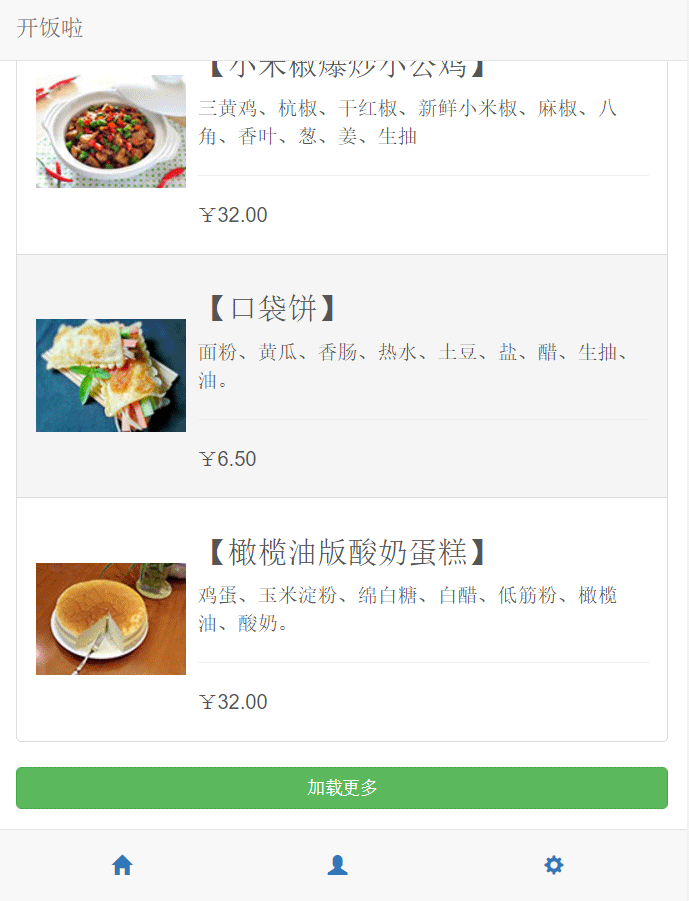 开饭啦
【小米椒爆炒小公鸡】
三黄鸡、杭椒、干红椒、新鲜小米椒、麻椒、八
角、香叶、葱、姜、生抽
￥32.00
【口袋饼】
面粉、黄瓜、香肠、热水、土豆、盐、醋、生抽、
油。
￥6.50
【橄榄油版酸奶蛋糕】
鸡蛋、玉米淀粉、绵白糖、白醋、低筋粉、橄榄
油、酸奶。
￥32.00
加载更多